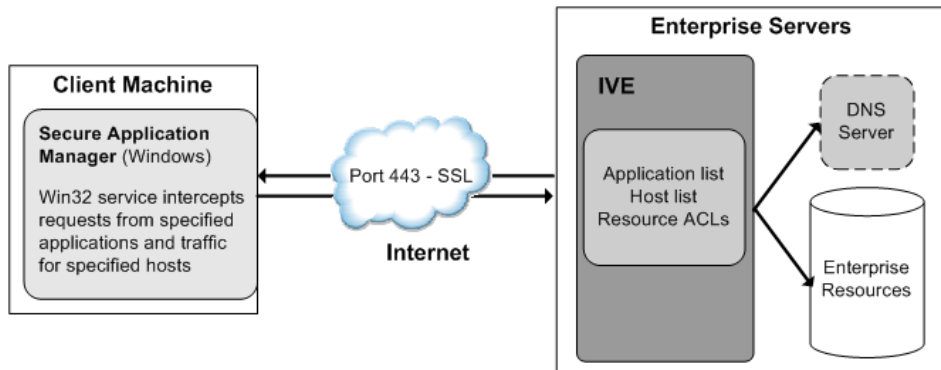 Client Machine
Secure Application
Manager (Windows)
Win32 service intercepts
requests from specified
applications and traffic
for specified hosts
Port 443 - SSL
Internet
Enterprise Servers
IVE
Application list
Host list
Resource ACLs
DNS
Server
Enterprise
Resources